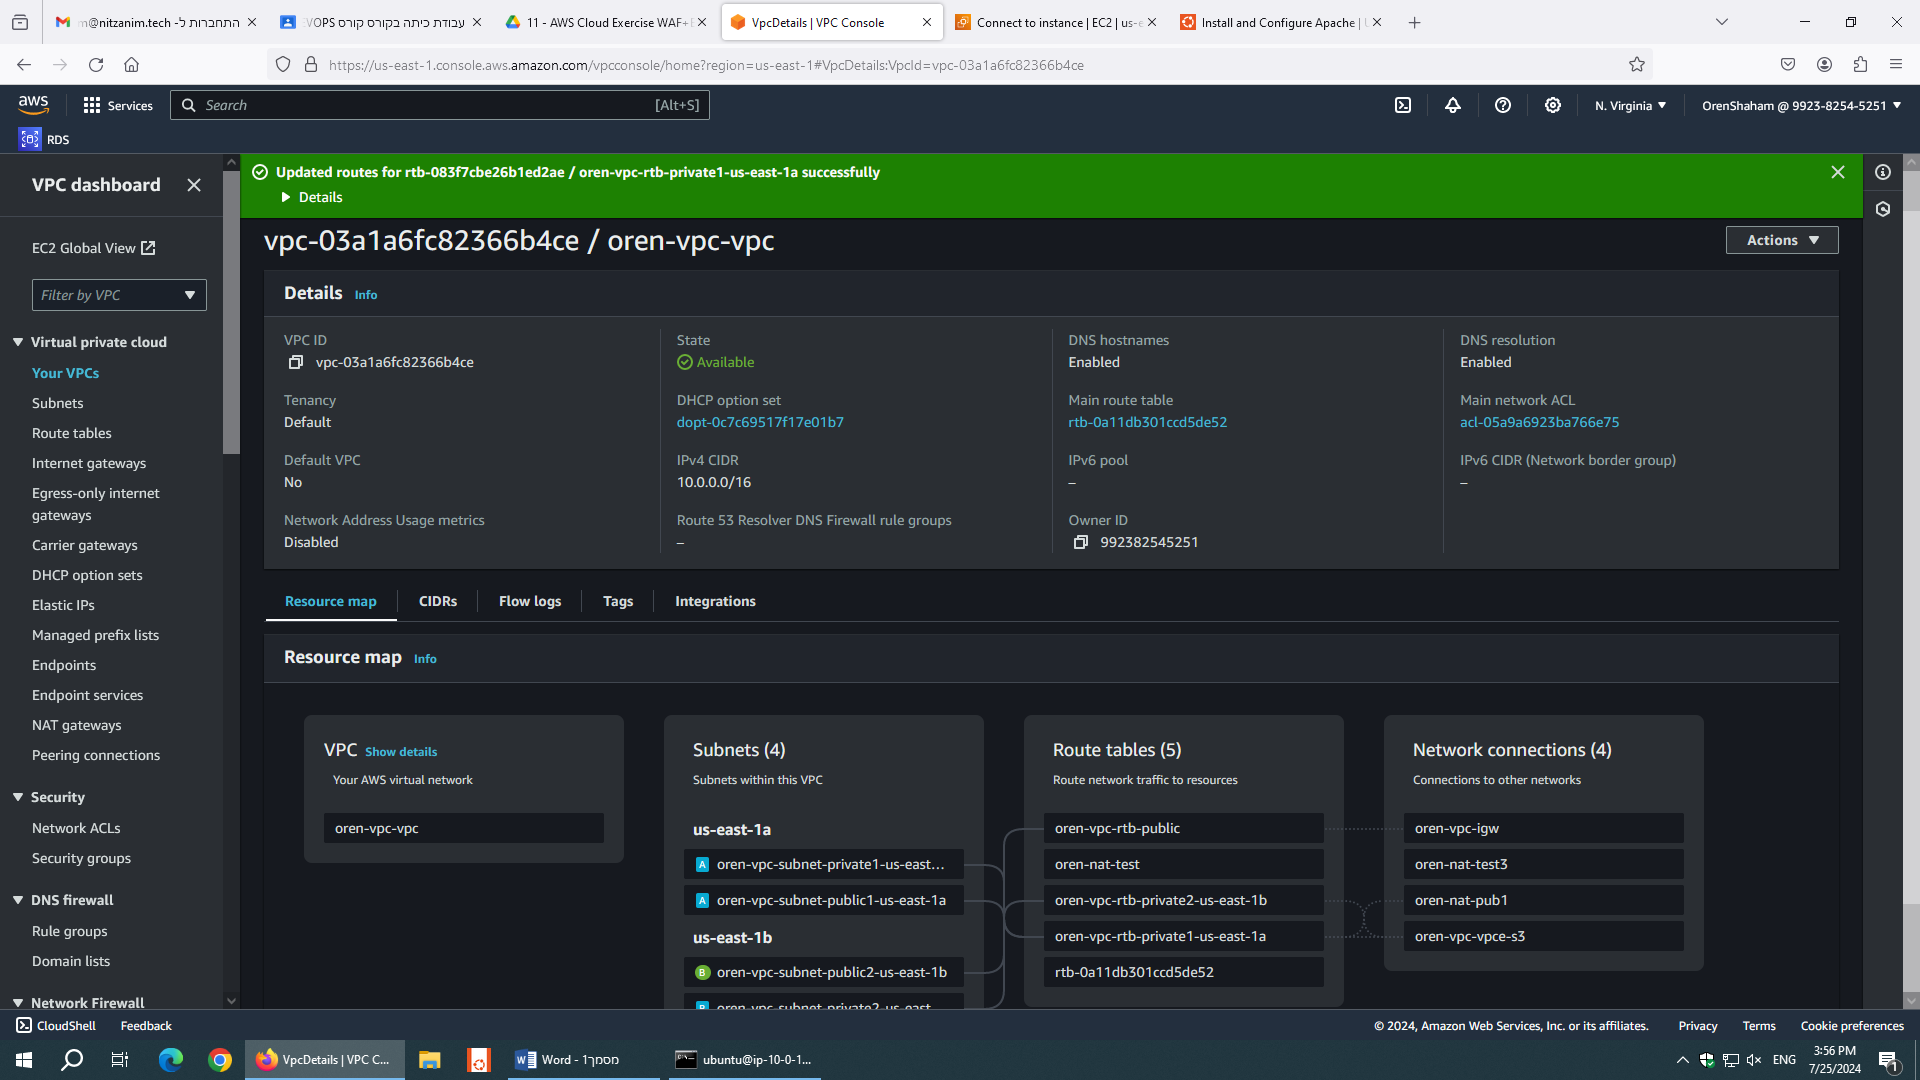 התחברות ל- m@nitzanim.tech
עבודת כיתה בקורס קורס
11 - AWS Cloud Exercise WAF+
VpcDetails | VPC Console
Connect to instance | EC2 | us-e
Install and Configure Apache |
https://us-east-1.console.aws.amazon.com/vpcconsole/home?region=us-east-1#VpcDetails:VpcId=vpc-03a1a6fc82366b4ce
aws
Services
Search
[Alt+S]
N. Virginia
OrenShaham @ 9923-8254-5251
RDS
VPC dashboard
EC2 Global View
Filter by VPC
Virtual private cloud
Your VPCs
Subnets
Route tables
Internet gateways
Egress-only internet
gateways
Carrier gateways
DHCP option sets
Elastic IPs
Managed prefix lists
Endpoints
Endpoint services
NAT gateways
Peering connections
Security
Network ACLs
Security groups
DNS firewall
Rule groups
Domain lists
Network Firewall
Updated routes for rtb-083f7cbe26b1ed2ae / oren-vpc-rtb-private1-us-east-1a successfully
Details
vpc-03a1a6fc82366b4ce / oren-vpc-vpc
Actions
Details Info
VPC ID
vpc-03a1a6fc82366b4ce
State
Available
DNS hostnames
Enabled
DNS resolution
Enabled
Tenancy
Default
DHCP option set
dopt-0c7c69517f17e01b7
Main route table
rtb-0a11db301ccd5de52
Main network ACL
acl-05a9a6923ba766e75
Default VPC
No
IPv4 CIDR
10.0.0.0/16
IPv6 pool
–
IPv6 CIDR (Network border group)
–
Network Address Usage metrics
Disabled
Route 53 Resolver DNS Firewall rule groups
–
Owner ID
992382545251
Resource map
CIDRs
Flow logs
Tags
Integrations
Resource map Info
VPC Show details
Your AWS virtual network
oren-vpc-vpc
Subnets (4)
Subnets within this VPC
us-east-1a
A oren-vpc-subnet-private1-us-east...
A oren-vpc-subnet-public1-us-east-1a
us-east-1b
B oren-vpc-subnet-public2-us-east-1b
B oren-vpc-subnet-private2-us-east
Route tables (5)
Route network traffic to resources
oren-vpc-rtb-public
oren-nat-test
oren-vpc-rtb-private2-us-east-1b
oren-vpc-rtb-private1-us-east-1a
rtb-0a11db301ccd5de52
Network connections (4)
Connections to other networks
oren-vpc-igw
oren-nat-test3
oren-nat-pub1
oren-vpc-vpce-s3
CloudShell
Feedback
© 2024, Amazon Web Services, Inc. or its affiliates.
Privacy
Terms
Cookie preferences
VpcDetails | VPC C...
Word - מסמך1
ubuntu@ip-10-0-1...
ENG
3:56 PM
7/25/2024
1